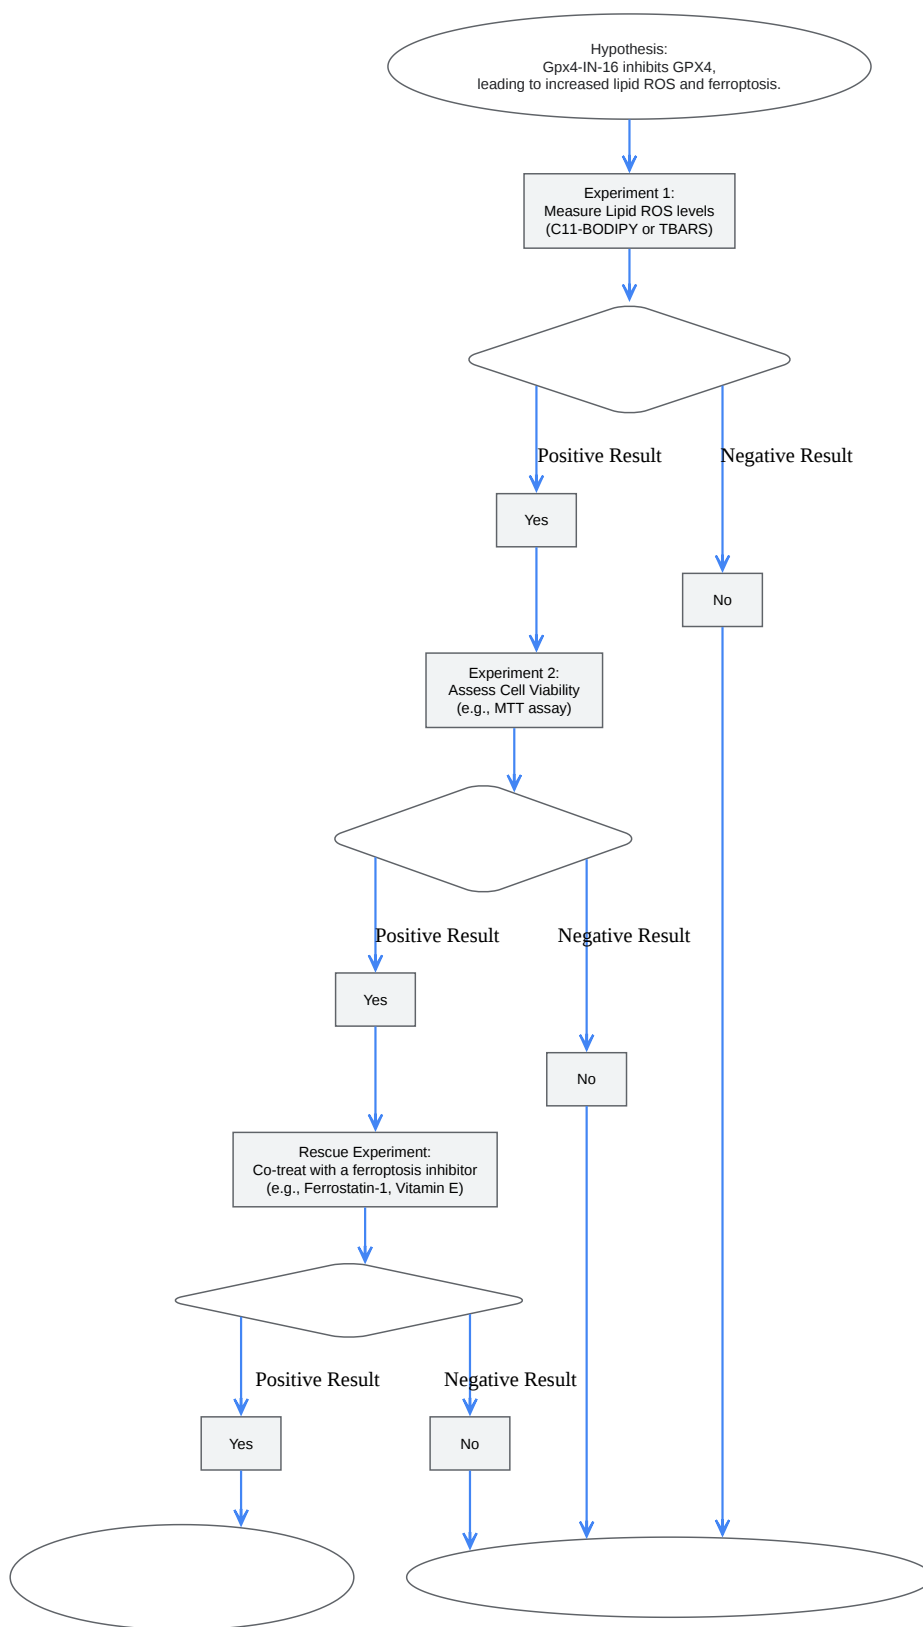 Hypothesis:
Gpx4-IN-16 inhibits GPX4,
leading to increased lipid ROS and ferroptosis.
Experiment 1:
Measure Lipid ROS levels
(C11-BODIPY or TBARS)
Positive Result
Negative Result
Yes
No
Experiment 2:
Assess Cell Viability
(e.g., MTT assay)
Positive Result
Negative Result
Yes
No
Rescue Experiment:
Co-treat with a ferroptosis inhibitor
(e.g., Ferrostatin-1, Vitamin E)
Positive Result
Negative Result
Yes
No